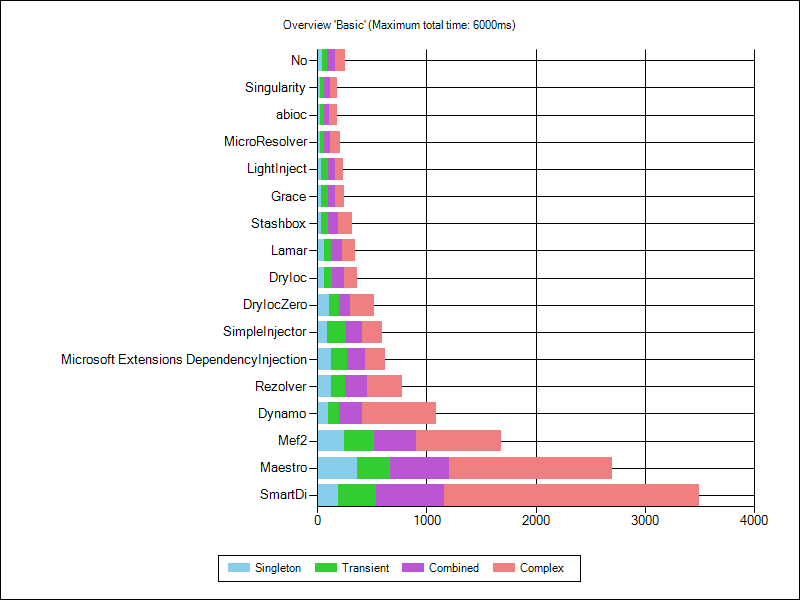 Overview 'Basic' (Maximum total time: 6000ms)
No
Singularity
abioc
MicroResolver
LightInject
Grace
Stashbox
Lamar
DryIoc
DryIocZero
SimpleInjector
Microsoft Extensions DependencyInjection
Rezolver
Dynamo
Mef2
Maestro
SmartDi
0 1000 2000 3000 4000
Singleton Transient Combined Complex